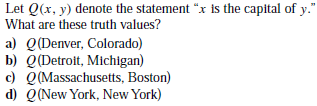 Let Q(x, y) denote the statement “x is the capital of y.”
What are these truth values?
a) Q(Denver, Colorado)
b) Q(Detroit, Michigan)
c) Q(Massachusetts, Boston)
d) Q(New York, New York)